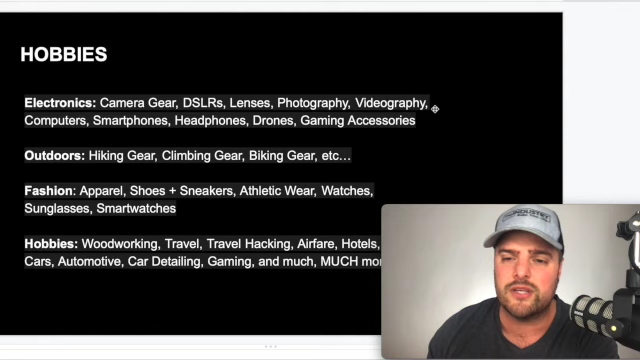 HOBBIES
Electronics: Camera Gear, DSLRs, Lenses, Photography, Videography,
Computers, Smartphones, Headphones, Drones, Gaming Accessories
Outdoors: Hiking Gear, Climbing Gear, Biking Gear, etc...
Fashion: Apparel, Shoes + Sneakers, Athletic Wear, Watches,
Sunglasses, Smartwatches
Hobbies: Woodworking, Travel, Travel Hacking, Airfare, Hotels,
Cars, Automotive, Car Detailing, Gaming, and much, MUCH
INDUSTRY